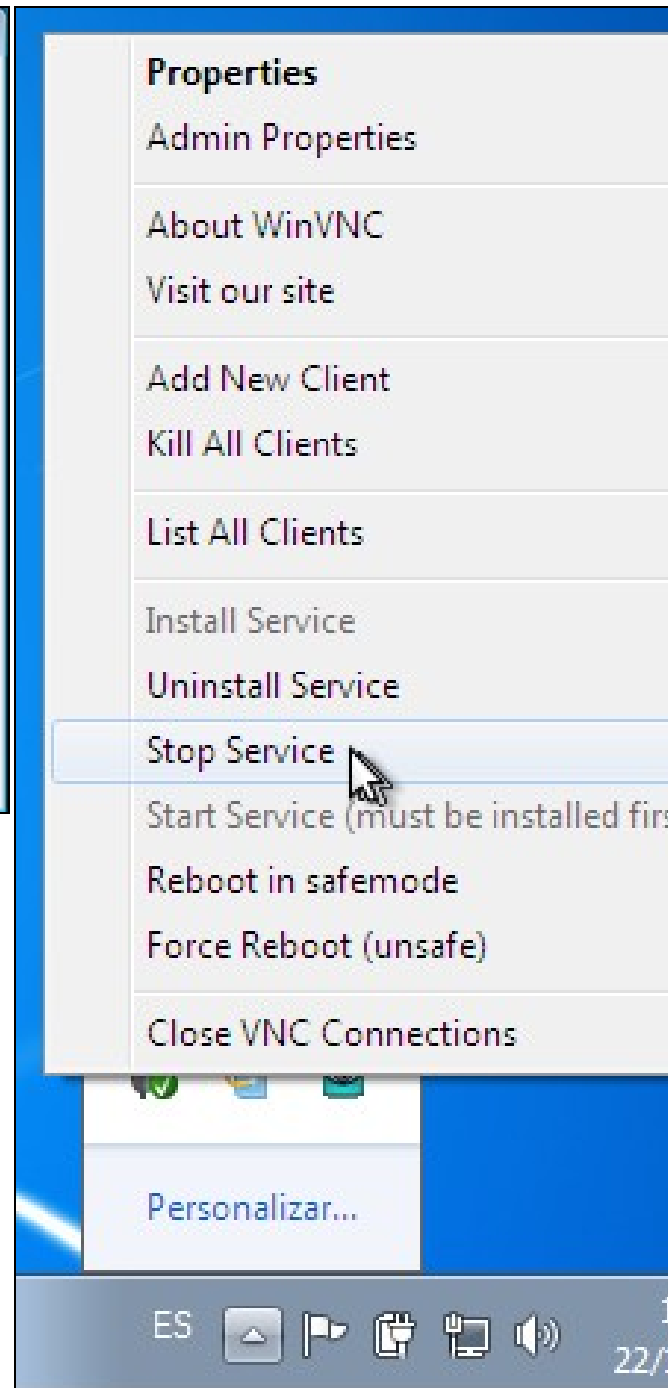 Properties
Admin Properties
About WinVNC
Visit our site
Add New Client
Kill All Clients
List All Clients
Install Service
Uninstall Service
Stop Service
Start Service (must be installed firs
Reboot in safemode
Force Reboot (unsafe)
Close VNC Connections
Personalizar...
ES
22/